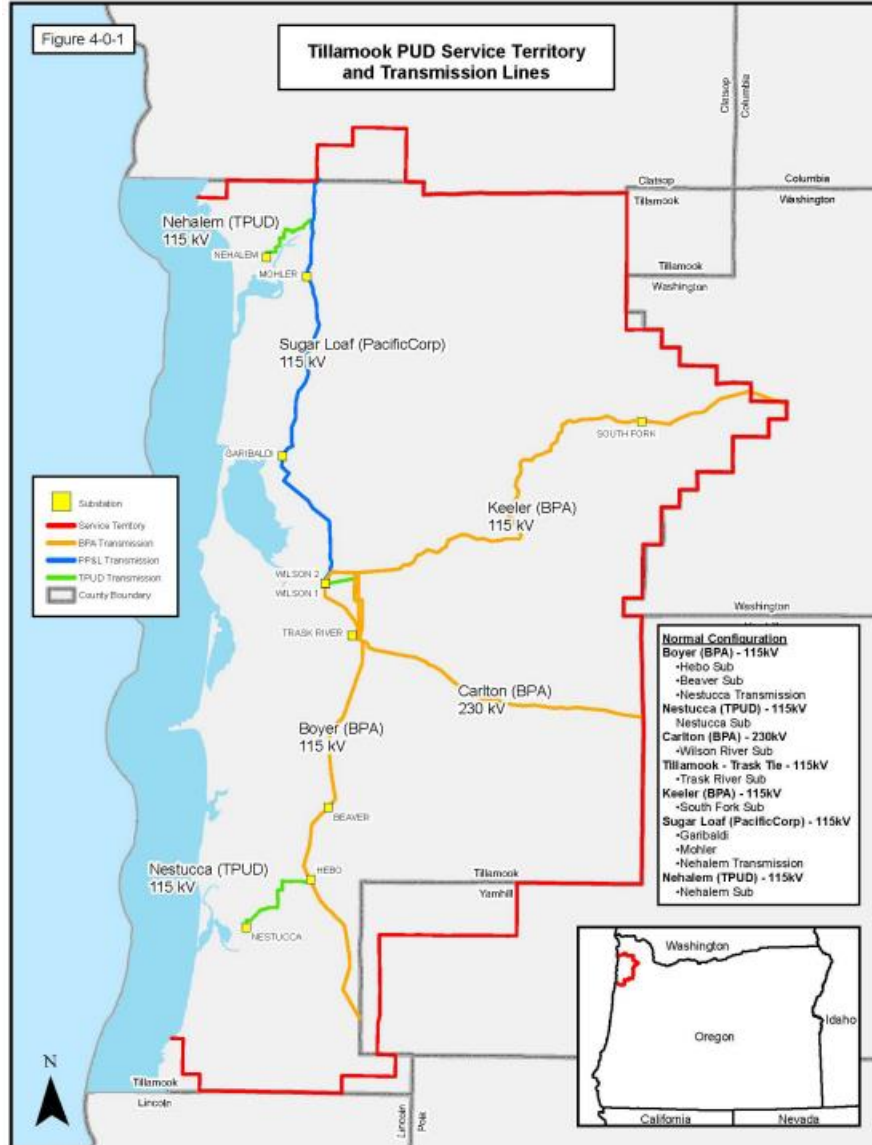 Figure 4-0-1
Tillamook PUD Service Territory
and Transmission Lines
Clatsop
Columbia
Clatsop
Columbia
Tillamook
Washington
Tillamook
Washington
Nehalem (TPUD)
115 kV
NEHALEM
MOHLER
Sugar Loaf (PacificCorp)
115 kV
SOUTH FORK
GARIBALDI
Keeler (BPA)
115 kV
Substation
Service Territory
BPA Transmission
PP&L Transmission
TPUD Transmission
County Boundary
WILSON 2
WILSON 1
TRASK RIVER
Washington
Carlton (BPA)
230 kV
Boyer (BPA)
115 kV
BEAVER
Nestucca (TPUD)
115 kV
HEBO
NESTUCCA
Tillamook
Yamhill
Normal Configuration
Boyer (BPA) - 115kV
•Hebo Sub
•Beaver Sub
•Nestucca Transmission
Nestucca (TPUD) - 115kV
Nestucca Sub
Carlton (BPA) - 230kV
•Wilson River Sub
Tillamook - Trask Tie - 115kV
•Trask River Sub
Keeler (BPA) - 115kV
•South Fork Sub
Sugar Loaf (PacificCorp) - 115kV
•Garibaldi
•Mohler
•Nehalem Transmission
Nehalem (TPUD) - 115kV
•Nehalem Sub
Washington
Oregon
Idaho
California
Nevada
N
Tillamook
Lincoln
Lincoln
Polk